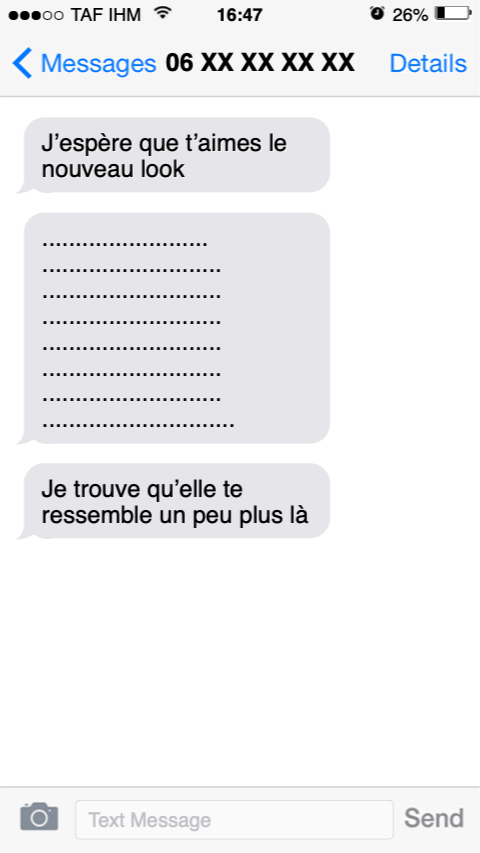 TAF IHM 16:47 26%
Messages 06 XX XX XX XX Details
J’espère que t’aimes le
nouveau look
.........................
...........................
...........................
...........................
...........................
...........................
...........................
.............................
Je trouve qu’elle te
ressemble un peu plus là
Text Message Send